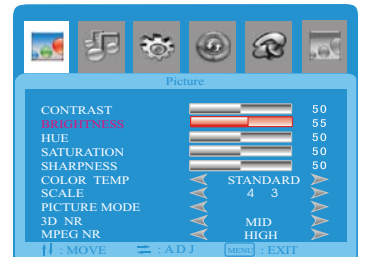 Picture
CONTRAST 50
BRIGHTNESS 55
HUE 50
SATURATION 50
SHARPNESS 50
COLOR TEMP STANDARD
SCALE 4 3
PICTURE MODE
3D NR MID
MPEG NR HIGH
: MOVE : ADJ MENU : EXIT